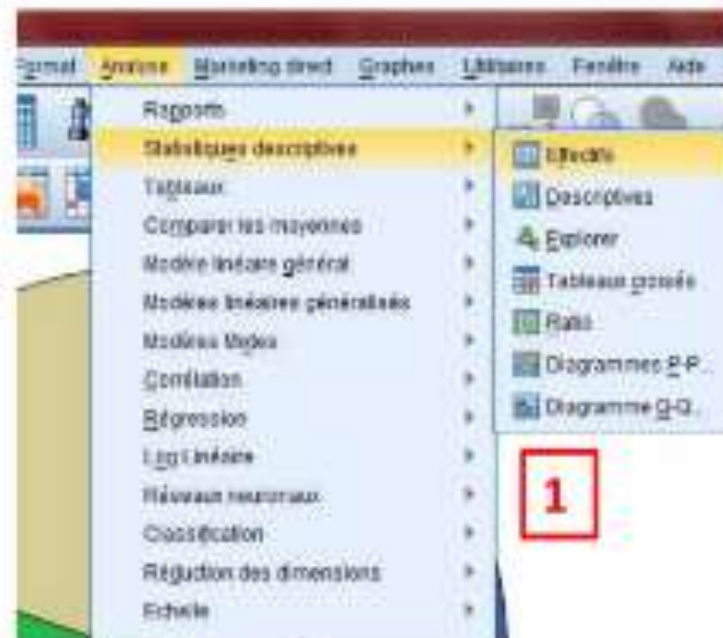 Format Analyse Marketing direct Graphes Utilitaires Fenêtre Aide
Rapports
Statistiques descriptives
Tableaux
Comparer les moyennes
Modèle linéaire général
Modèles linéaires généralisés
Modèles Mixtes
Corrélation
Régression
Log Linéaire
Réseaux neuronaux
Classification
Réduction des dimensions
Echelle
Effectifs
Descriptives
Explorer
Tableaux croisés
Ratio
Diagrammes P-P...
Diagramme Q-Q...
1